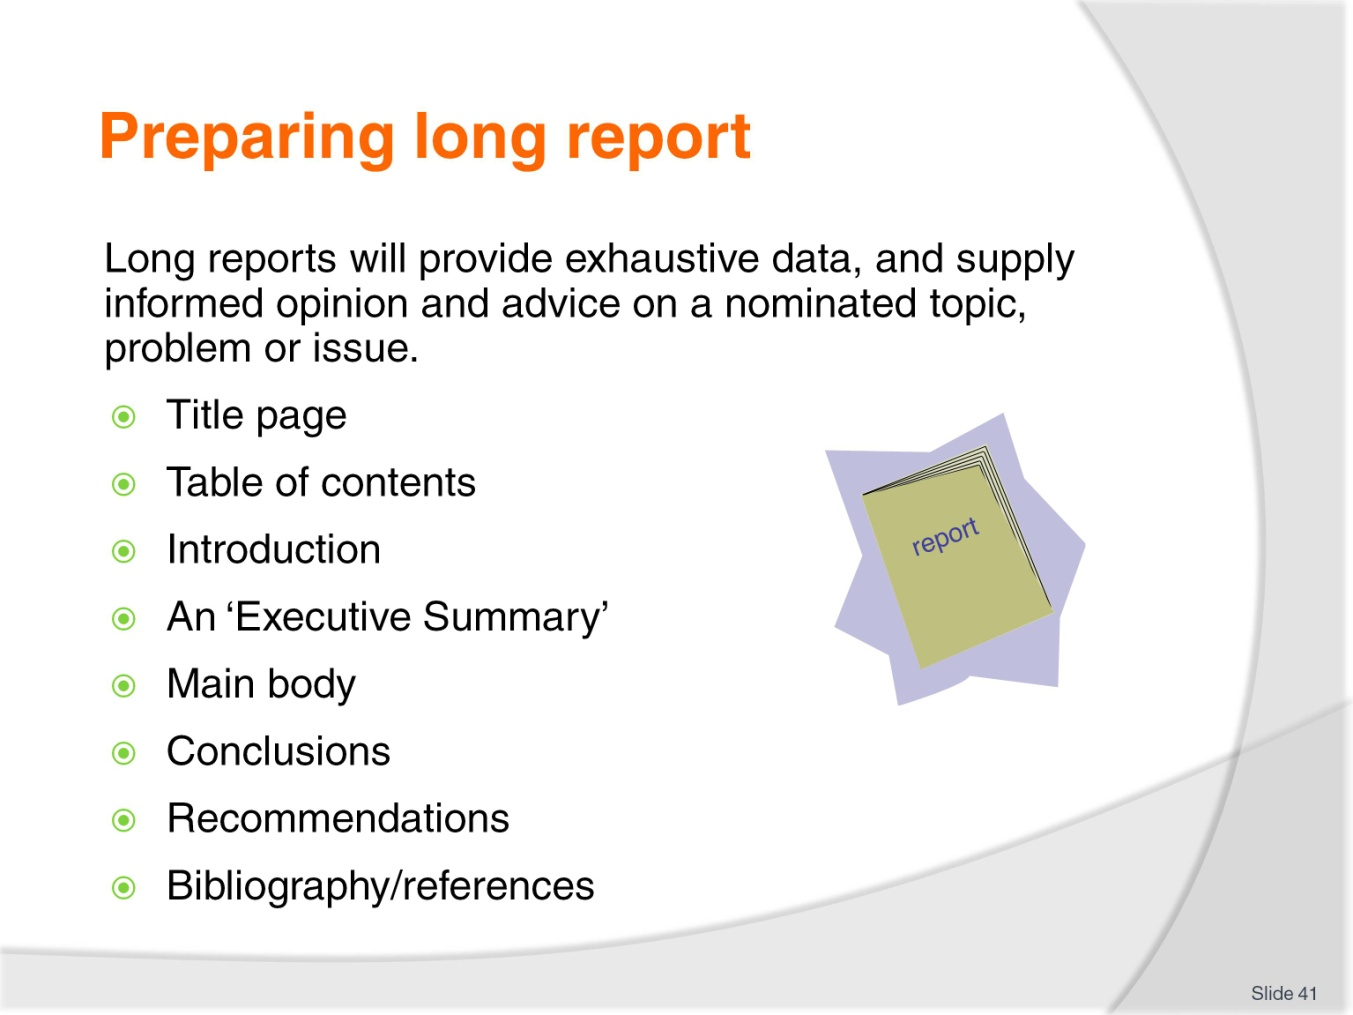 Preparing long report
Long reports will provide exhaustive data, and supply
informed opinion and advice on a nominated topic,
problem or issue.
Title page
Table of contents
Introduction
An ‘Executive Summary’
Main body
Conclusions
Recommendations
Bibliography/references
report
Slide 41